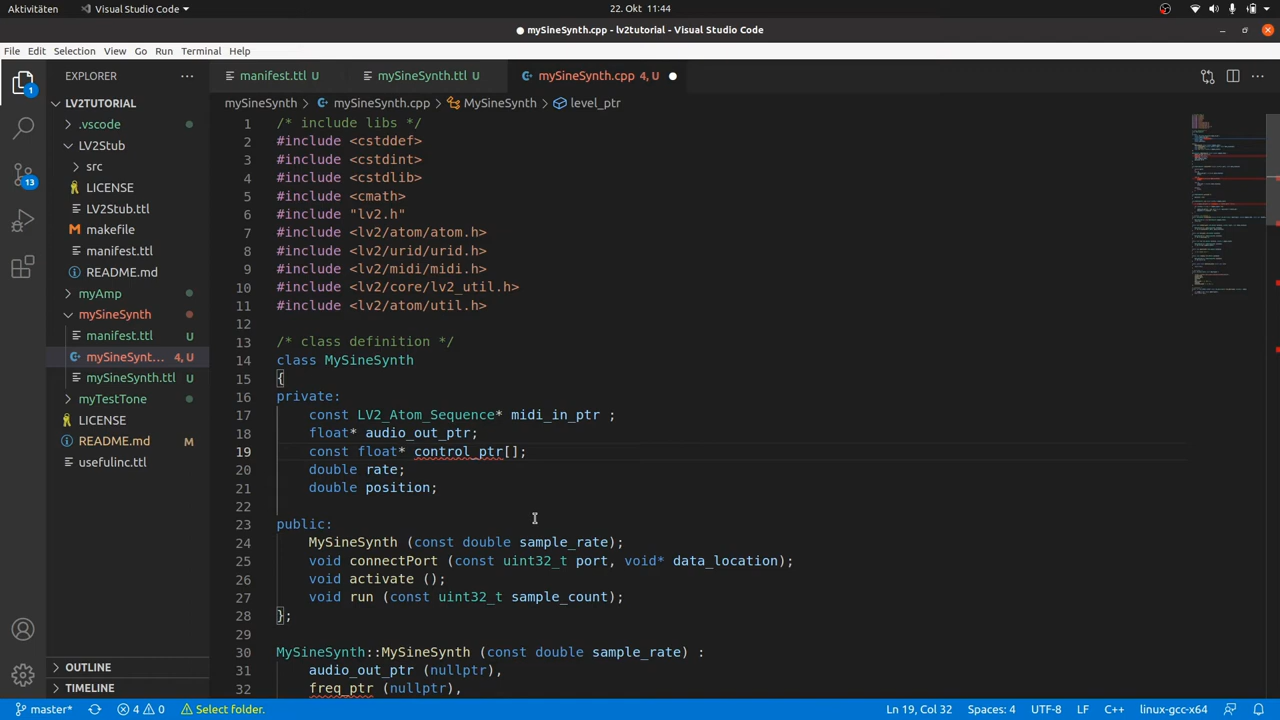 Aktivitäten
Visual Studio Code
22. Okt 11:44
mySineSynth.cpp - lv2tutorial - Visual Studio Code
File Edit Selection View Go Run Terminal Help
EXPLORER
manifest.ttl U
mySineSynth.ttl U
mySineSynth.cpp 4, U
mySineSynth > mySineSynth.cpp > MySineSynth > level_ptr
1
13
LV2TUTORIAL
.vscode
LV2Stub
src
LICENSE
LV2Stub.ttl
makefile
manifest.ttl
README.md
myAmp
mySineSynth
manifest.ttl U
mySineSynt... 4, U
mySineSynth.ttl U
myTestTone
LICENSE
README.md M
usefulinc.ttl
OUTLINE
TIMELINE
1 /* include libs */
2 #include <cstddef>
3 #include <cstdint>
4 #include <cstdlib>
5 #include <cmath>
6 #include "lv2.h"
7 #include <lv2/atom/atom.h>
8 #include <lv2/urid/urid.h>
9 #include <lv2/midi/midi.h>
10 #include <lv2/core/lv2_util.h>
11 #include <lv2/atom/util.h>
12
13 /* class definition */
14 class MySineSynth
15 {
16 private:
17 const LV2_Atom_Sequence* midi_in_ptr ;
18 float* audio_out_ptr;
19 const float* control_ptr[];
20 double rate;
21 double position;
22
23 public:
24 MySineSynth (const double sample_rate);
25 void connectPort (const uint32_t port, void* data_location);
26 void activate ();
27 void run (const uint32_t sample_count);
28 };
29
30 MySineSynth::MySineSynth (const double sample_rate) :
31 audio_out_ptr (nullptr),
32 freq_ptr (nullptr),
master* 4 0 Select folder. Ln 19, Col 32 Spaces: 4 UTF-8 LF C++ linux-gcc-x64